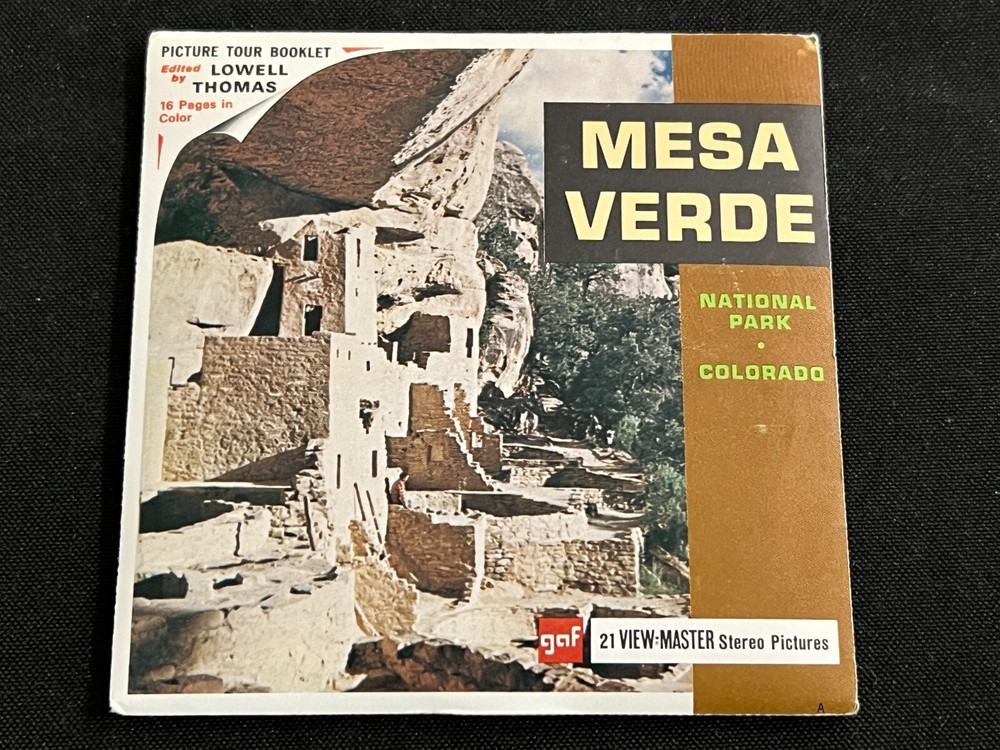 PICTURE TOUR BOOKLET
Edited by LOWELL THOMAS
16 Pages in
Color
MESA
VERDE
NATIONAL
PARK
•
COLORADO
gaf
21 VIEW-MASTER Stereo Pictures
A